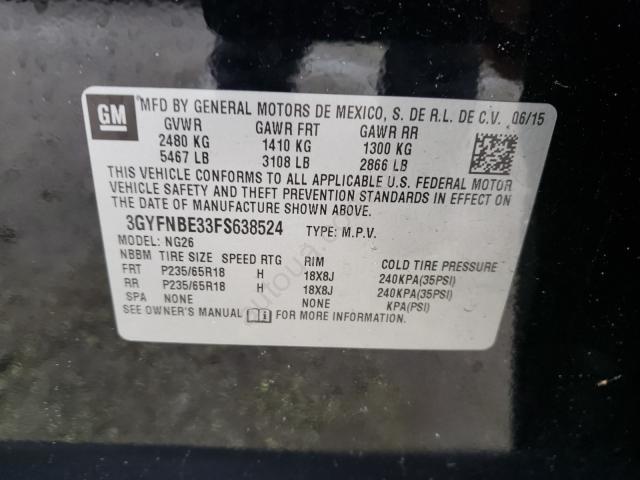 GM MFD BY GENERAL MOTORS DE MEXICO, S. DE R.L. DE C.V. 06/15
GVWR GAWR FRT GAWR RR
2480 KG 1410 KG 1300 KG
5467 LB 3108 LB 2866 LB
THIS VEHICLE CONFORMS TO ALL APPLICABLE U.S. FEDERAL MOTOR
VEHICLE SAFETY AND THEFT PREVENTION STANDARDS IN EFFECT ON
THE DATE OF MANUFACTURE SHOWN ABOVE.
3GYFNBE33FS638524 TYPE: M.P.V.
MODEL: NG26
NBBM TIRE SIZE SPEED RTG RIM COLD TIRE PRESSURE
FRT P235/65R18 H 18X8J 240KPA(35PSI)
RR P235/65R18 H 18X8J 240KPA(35PSI)
SPA NONE NONE KPA(PSI)
SEE OWNER'S MANUAL FOR MORE INFORMATION.